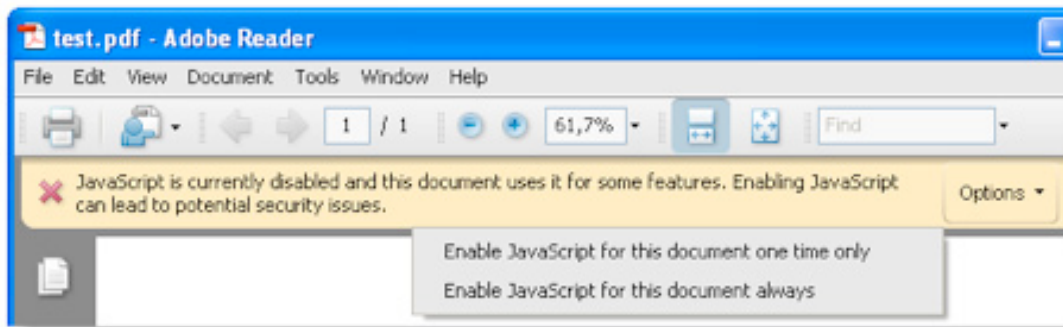 test.pdf - Adobe Reader
File Edit View Document Tools Window Help
1 / 1 61,7% Find
JavaScript is currently disabled and this document uses it for some features. Enabling JavaScript
can lead to potential security issues.
Options
Enable JavaScript for this document one time only
Enable JavaScript for this document always